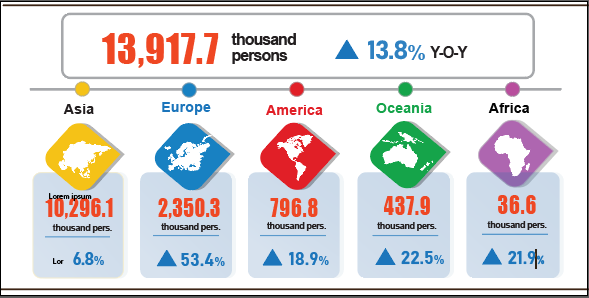 13,917.7 thousand persons ▲ 13.8% Y-O-Y
Asia Europe America Oceania Africa
Lorem ipsum
10,296.1 2,350.3 796.8 437.9 36.6
thousand pers. thousand pers. thousand pers. thousand pers. thousand pers.
Lor 6.8% ▲ 53.4% ▲ 18.9% ▲ 22.5% ▲ 21.9%